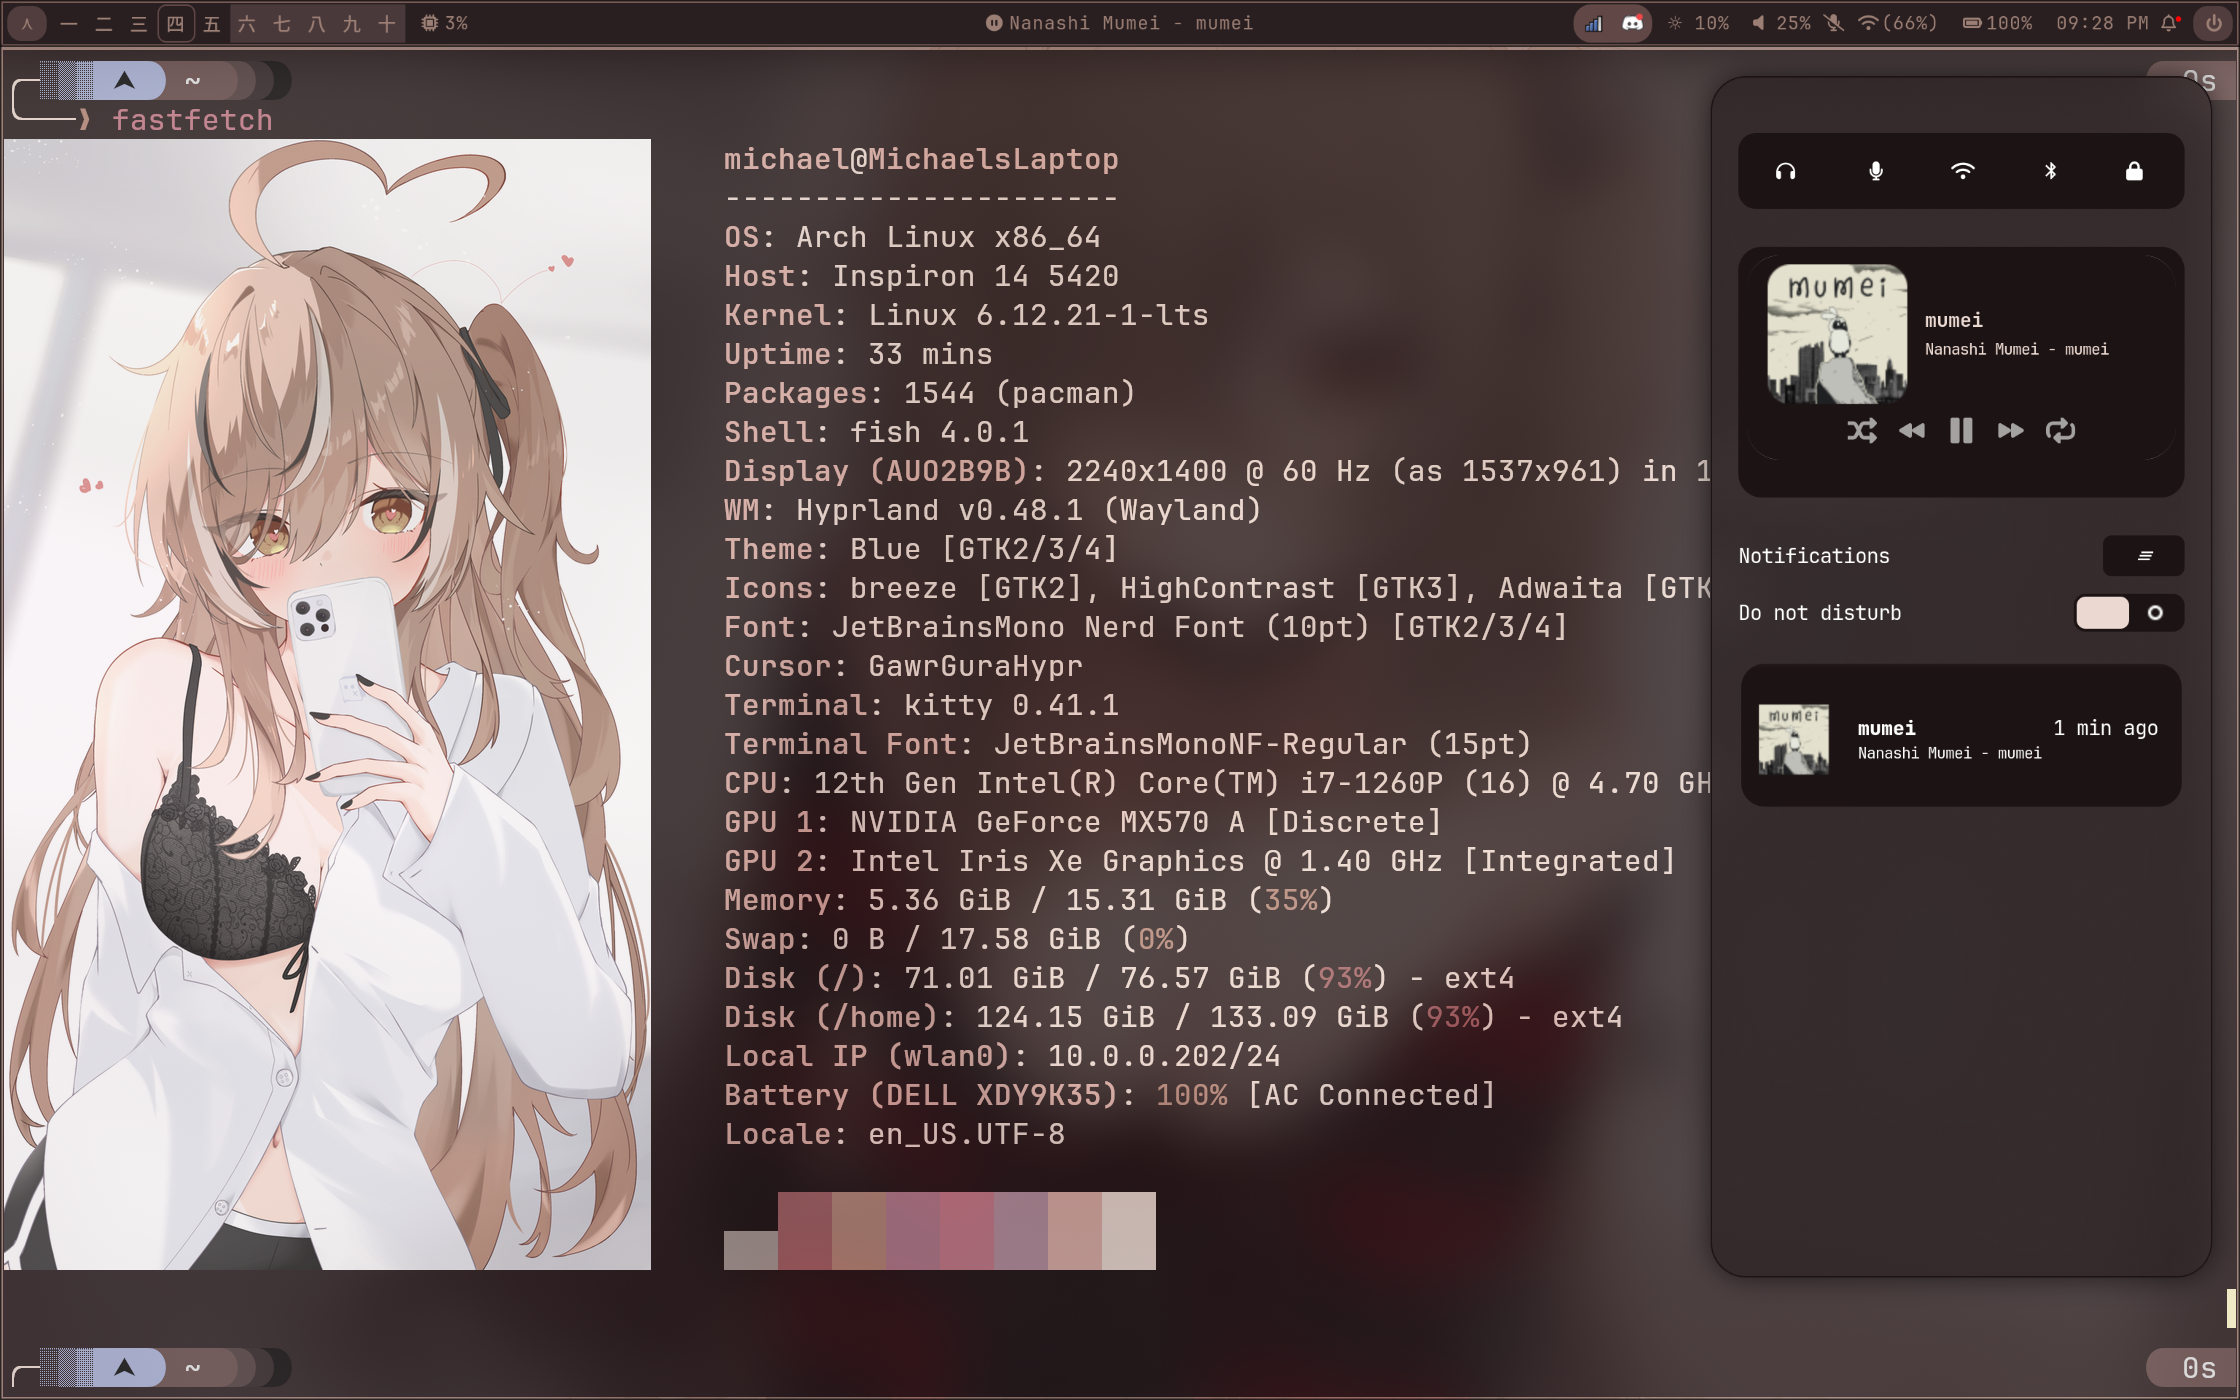 人 一 二 三 四 五 六 七 八 九 十 3%
Nanashi Mumei - mumei
10% 25% (66%) 100% 09:28 PM
~
0s
❯ fastfetch
michael@MichaelsLaptop
----------------------
OS: Arch Linux x86_64
Host: Inspiron 14 5420
Kernel: Linux 6.12.21-1-lts
Uptime: 33 mins
Packages: 1544 (pacman)
Shell: fish 4.0.1
Display (AUO2B9B): 2240x1400 @ 60 Hz (as 1537x961) in 1
WM: Hyprland v0.48.1 (Wayland)
Theme: Blue [GTK2/3/4]
Icons: breeze [GTK2], HighContrast [GTK3], Adwaita [GTK
Font: JetBrainsMono Nerd Font (10pt) [GTK2/3/4]
Cursor: GawrGuraHypr
Terminal: kitty 0.41.1
Terminal Font: JetBrainsMonoNF-Regular (15pt)
CPU: 12th Gen Intel(R) Core(TM) i7-1260P (16) @ 4.70 GH
GPU 1: NVIDIA GeForce MX570 A [Discrete]
GPU 2: Intel Iris Xe Graphics @ 1.40 GHz [Integrated]
Memory: 5.36 GiB / 15.31 GiB (35%)
Swap: 0 B / 17.58 GiB (0%)
Disk (/): 71.01 GiB / 76.57 GiB (93%) - ext4
Disk (/home): 124.15 GiB / 133.09 GiB (93%) - ext4
Local IP (wlan0): 10.0.0.202/24
Battery (DELL XDY9K35): 100% [AC Connected]
Locale: en_US.UTF-8
mumei
mumei
Nanashi Mumei - mumei
Notifications
Do not disturb
mumei
mumei 1 min ago
Nanashi Mumei - mumei
~
0s